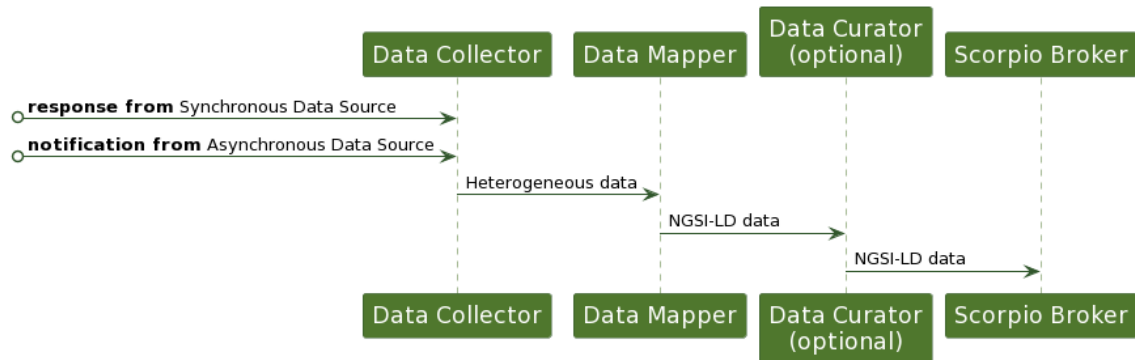 Data Collector
Data Mapper
Data Curator
(optional)
Scorpio Broker
response from Synchronous Data Source
notification from Asynchronous Data Source
Heterogeneous data
NGSI-LD data
NGSI-LD data
Data Collector
Data Mapper
Data Curator
(optional)
Scorpio Broker